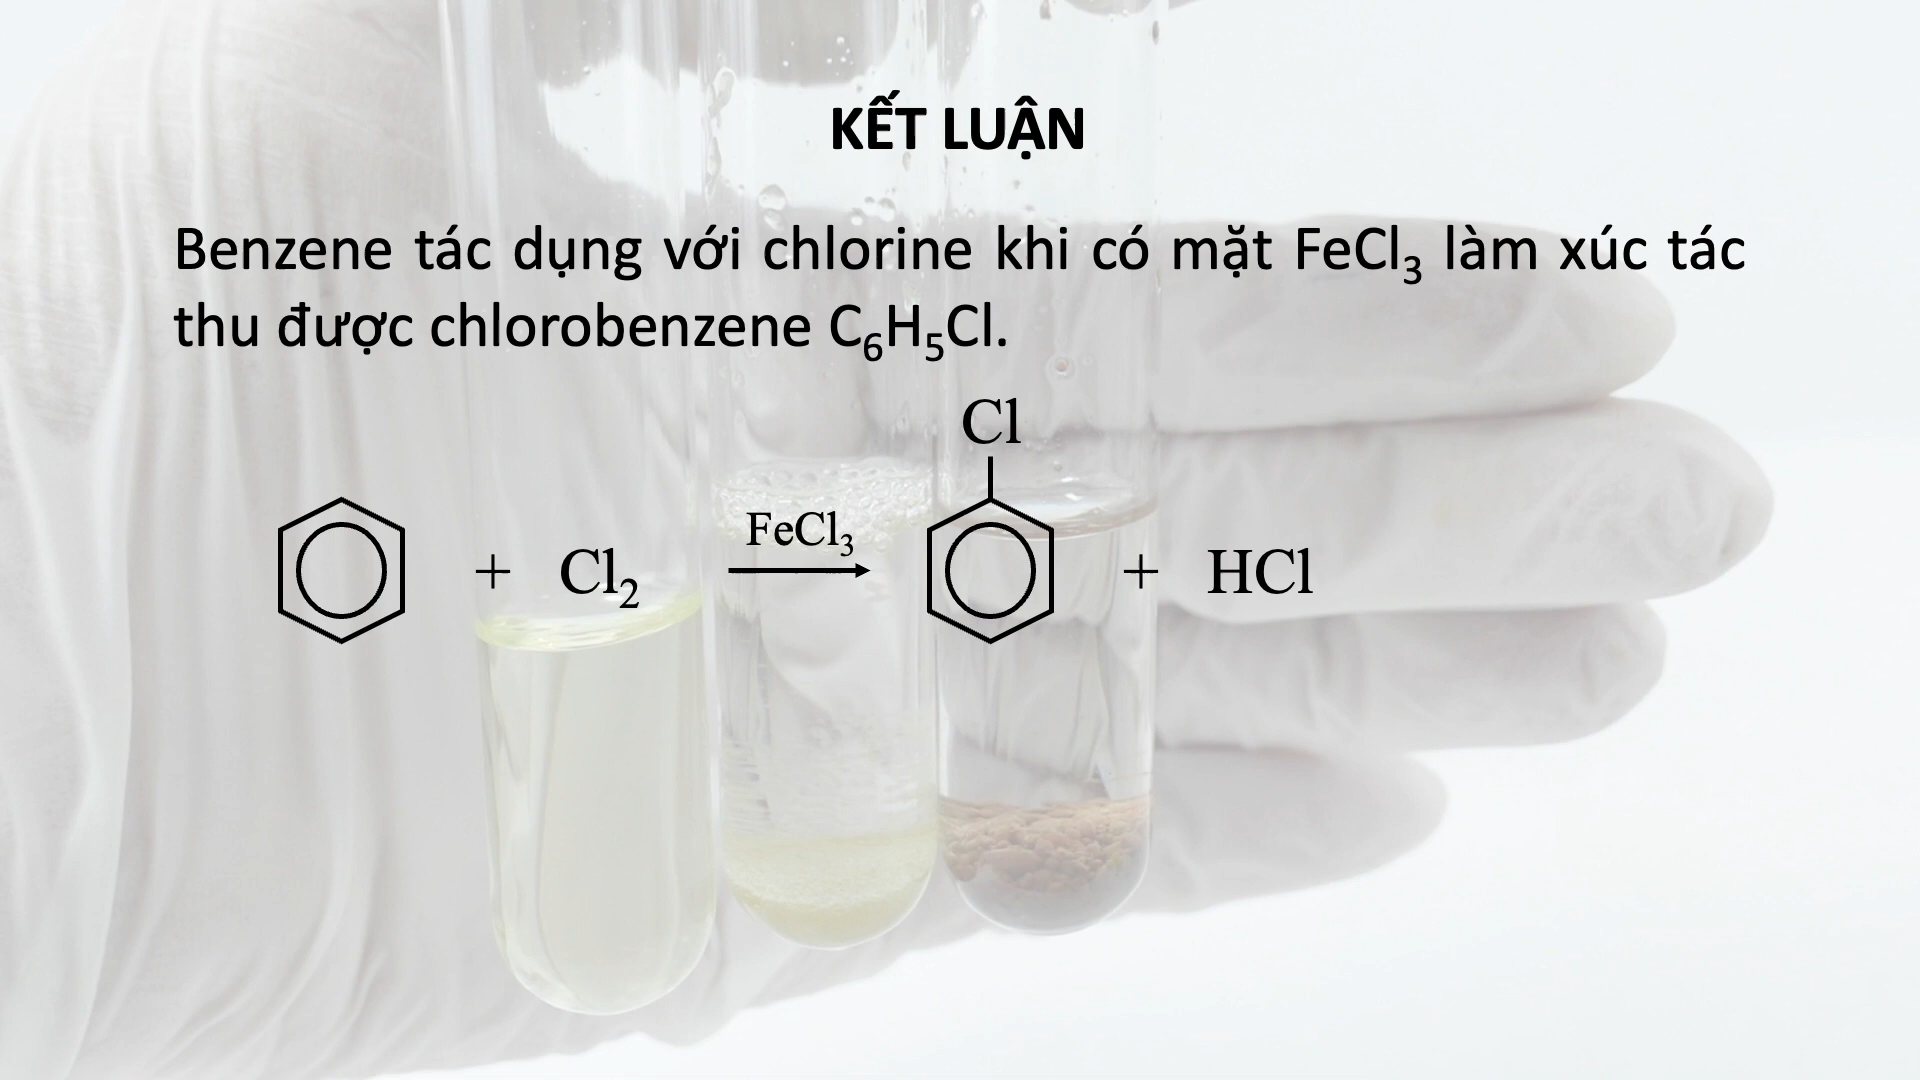 KẾT LUẬN
Benzene tác dụng với chlorine khi có mặt FeCl₃ làm xúc tác
thu được chlorobenzene C₆H₅Cl.
Cl
FeCl₃
+ Cl₂ + HCl